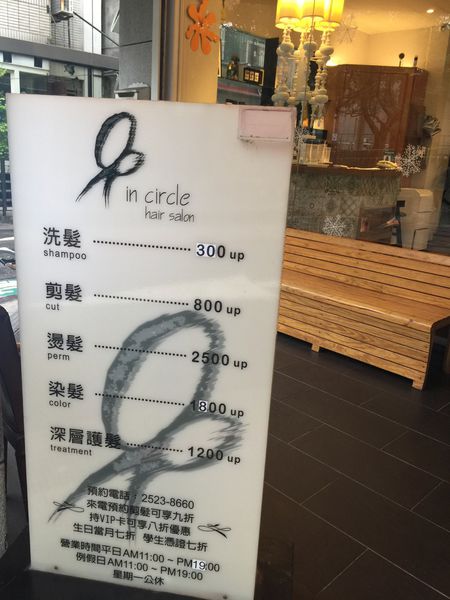 in circle
hair salon
洗髮 ........................ 300 up
shampoo
剪髮 ........................ 800 up
cut
燙髮 ........................ 2500 up
perm
染髮 ........................ 1800 up
color
深層護髮 ............... 1200 up
treatment
預約電話：2523-8660
來電預約剪髮可享九折
持VIP卡可享八折優惠
生日當月七折 學生憑證七折
營業時間平日AM11:00 ~ PM19:00
例假日AM11:00 ~ PM19:00
星期一公休